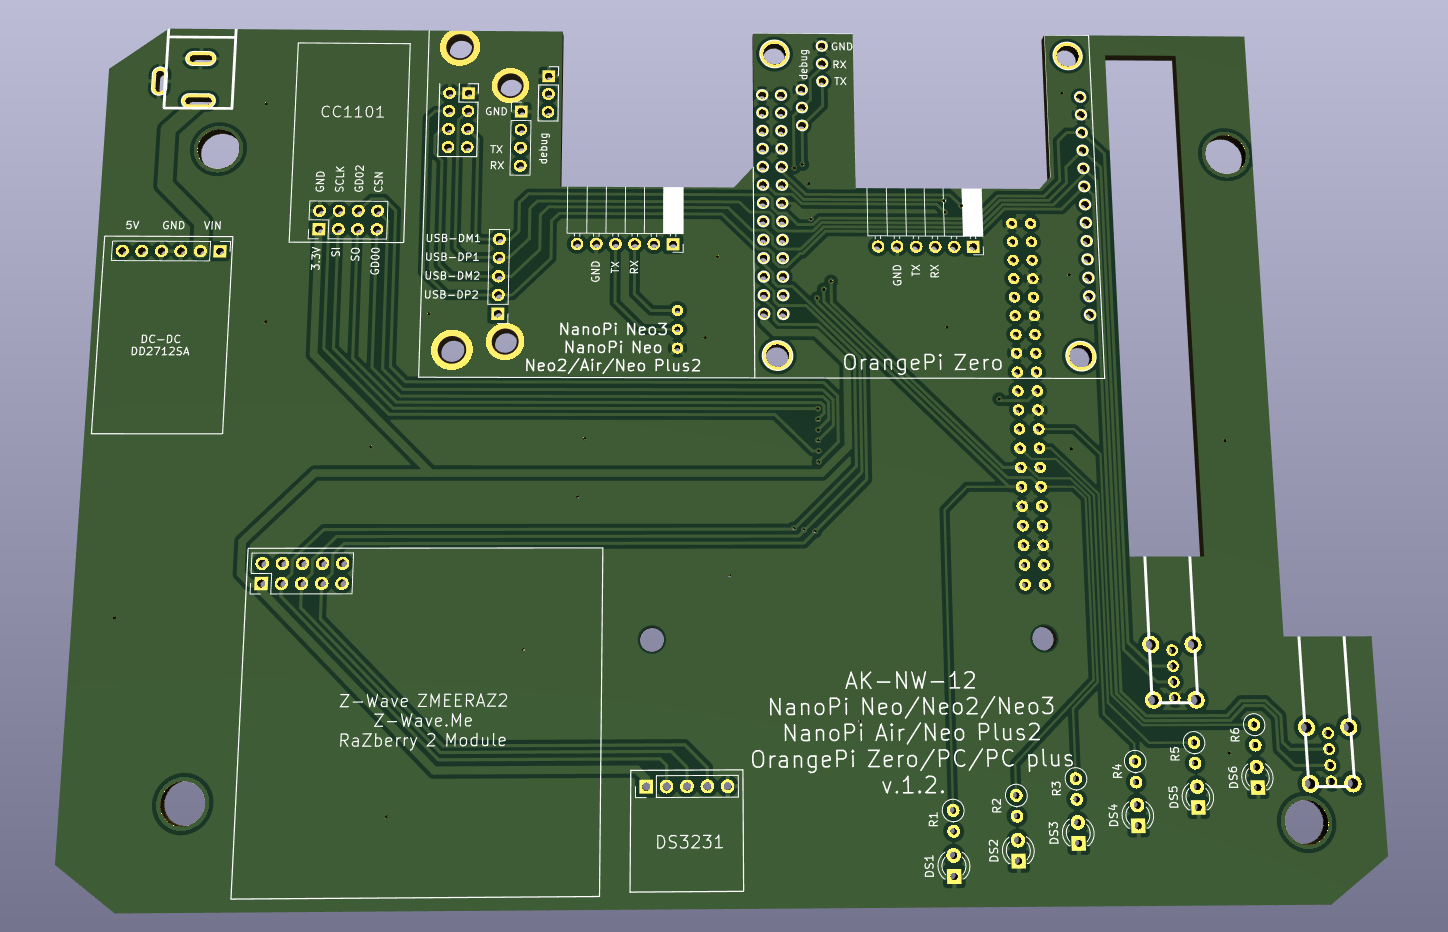 CC1101
GND
SCLK
GDO2
CSN
3.3V
SI
SO
GDO0
5V
GND
VIN
DC-DC
DD2712SA
GND
TX
RX
debug
USB-DM1
USB-DP1
USB-DM2
USB-DP2
GND
TX
RX
NanoPi Neo3
NanoPi Neo
Neo2/Air/Neo Plus2
debug
GND
RX
TX
GND
TX
RX
OrangePi Zero
Z-Wave ZMEERAZ2
Z-Wave.Me
RaZberry 2 Module
DS3231
AK-NW-12
NanoPi Neo/Neo2/Neo3
NanoPi Air/Neo Plus2
OrangePi Zero/PC/PC plus
v.1.2.
R1
DS1
R2
DS2
R3
DS3
R4
DS4
R5
DS5
R6
DS6